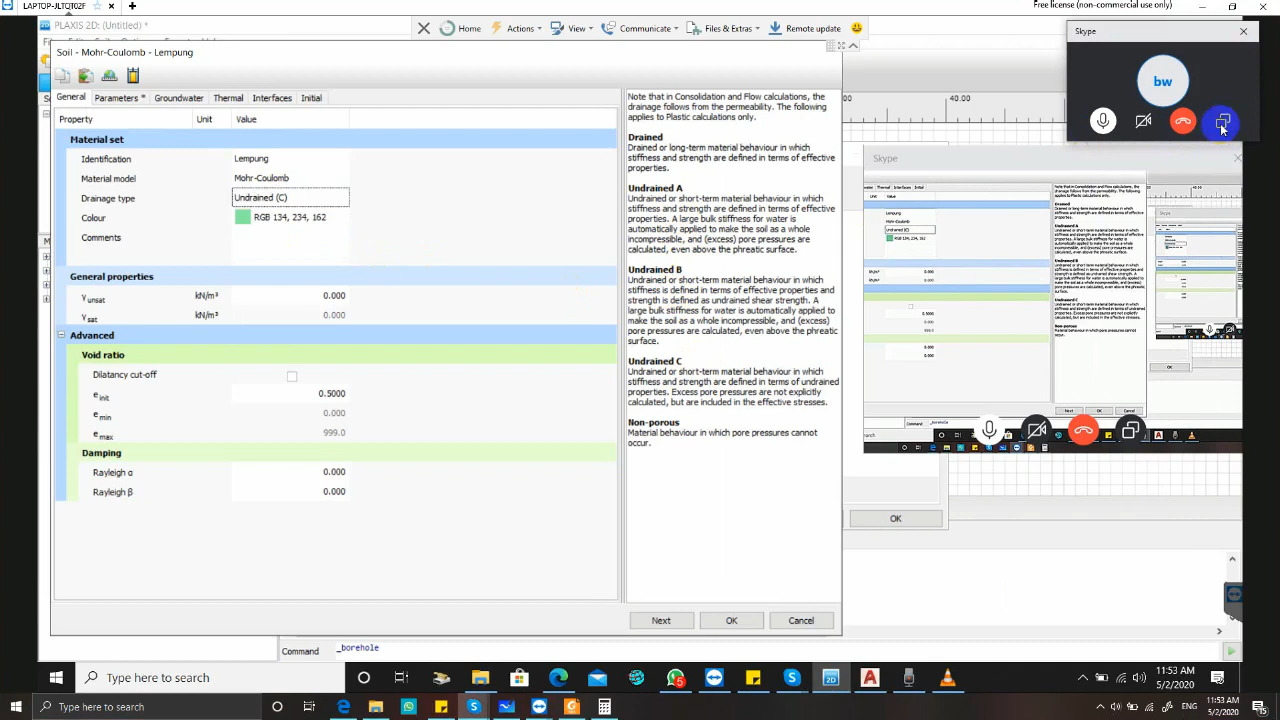 LAPTOP-JLTQT02F
Free license (non-commercial use only)
PLAXIS 2D: (Untitled) *
Home
Actions
View
Communicate
Files & Extras
Remote update
Skype
bw
Soil - Mohr-Coulomb - Lempung
General
Parameters *
Groundwater
Thermal
Interfaces
Initial
Property
Unit
Value
Material set
Identification
Lempung
Material model
Mohr-Coulomb
Drainage type
Undrained (C)
Colour
RGB 134, 234, 162
Comments
General properties
γ unsat
kN/m³
0.000
γ sat
kN/m³
0.000
Advanced
Void ratio
Dilatancy cut-off
e init
0.5000
e min
0.000
e max
999.0
Damping
Rayleigh α
0.000
Rayleigh β
0.000
Note that in Consolidation and Flow calculations, the
drainage follows from the permeability. The following
applies to Plastic calculations only.
Drained
Drained or long-term material behaviour in which
stiffness and strength are defined in terms of effective
properties.
Undrained A
Undrained or short-term material behaviour in which
stiffness and strength are defined in terms of effective
properties. A large bulk stiffness for water is
automatically applied to make the soil as a whole
incompressible, and (excess) pore pressures are
calculated, even above the phreatic surface.
Undrained B
Undrained or short-term material behaviour in which
stiffness is defined in terms of effective properties and
strength is defined as undrained shear strength. A
large bulk stiffness for water is automatically applied to
make the soil as a whole incompressible, and (excess)
pore pressures are calculated, even above the phreatic
surface.
Undrained C
Undrained or short-term material behaviour in which
stiffness and strength are defined in terms of undrained
properties. Excess pore pressures are not explicitly
calculated, but are included in the effective stresses.
Non-porous
Material behaviour in which pore pressures cannot
occur.
Next
OK
Cancel
40.00
Skype
OK
Command
_borehole
Type here to search
5
11:53 AM
5/2/2020
Type here to search
11:53 AM
5/2/2020